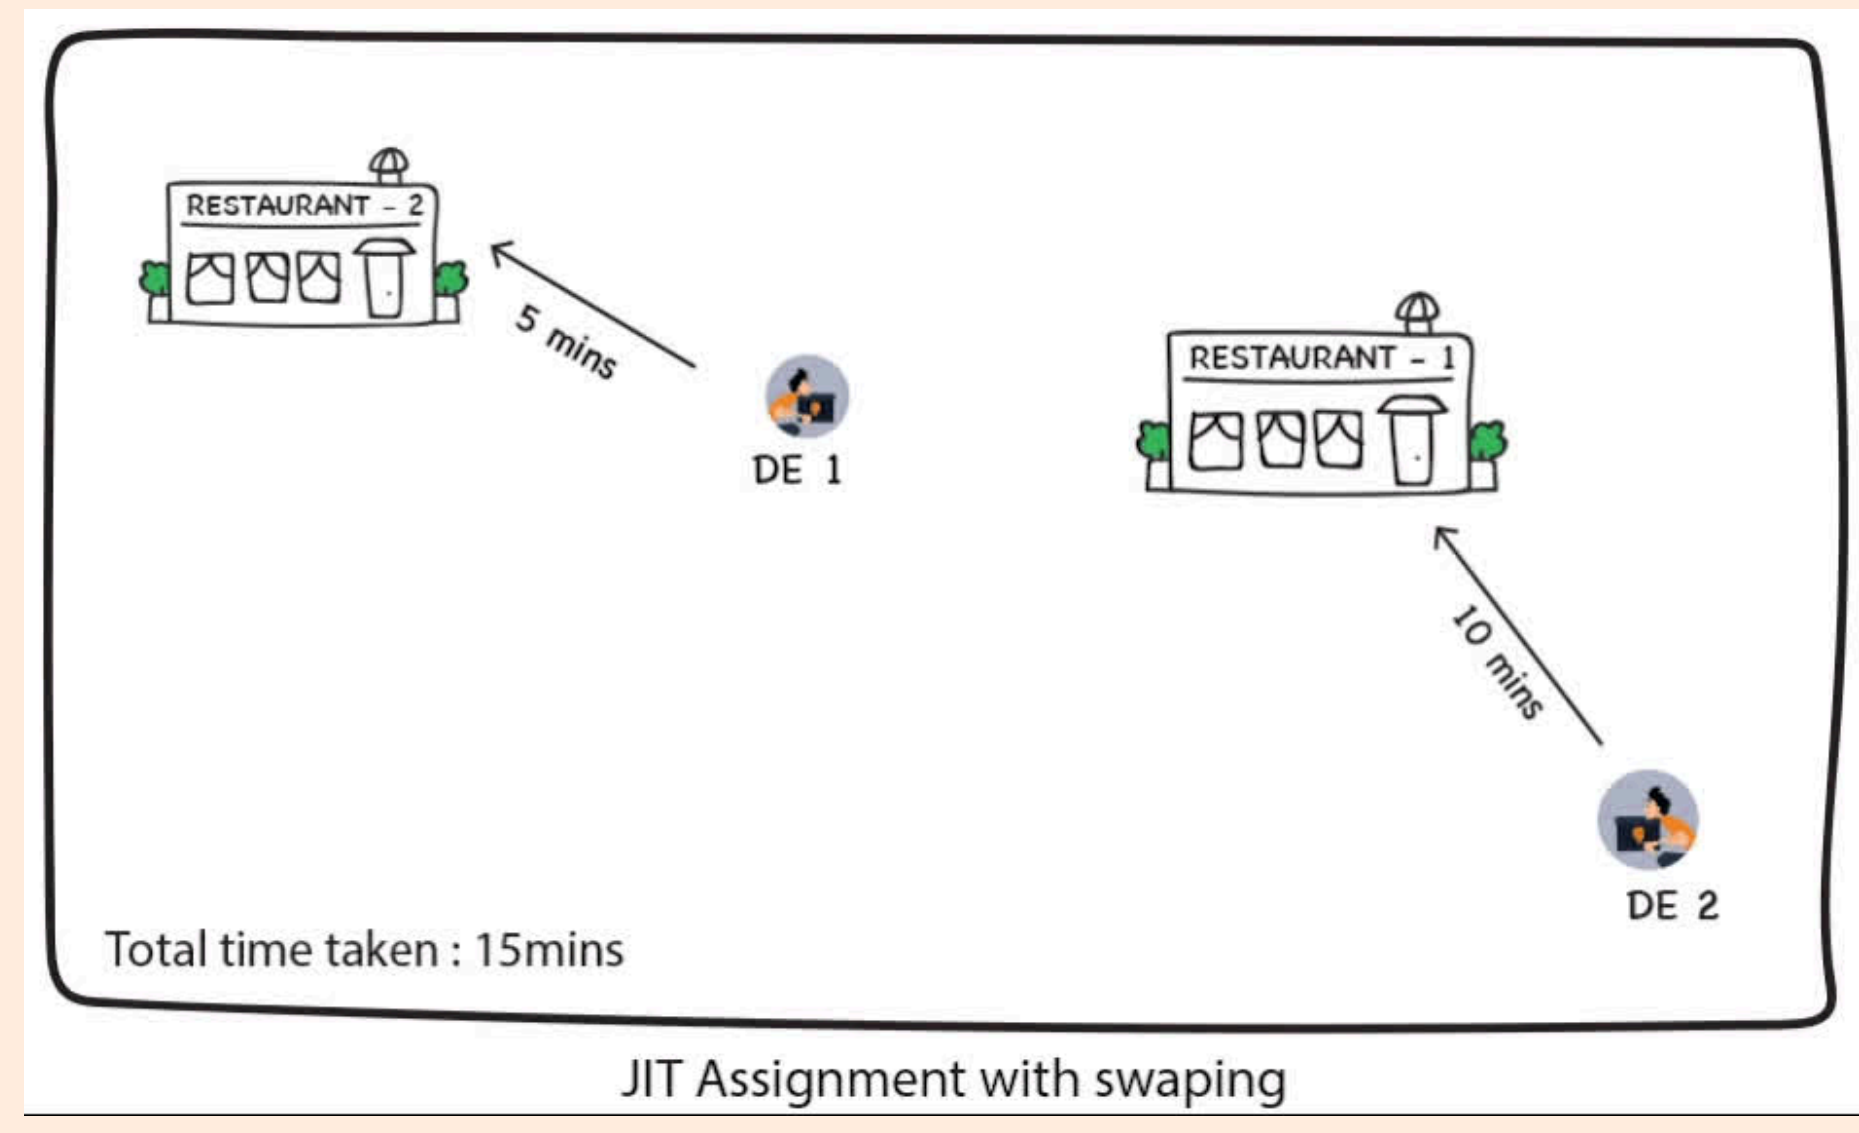 RESTAURANT - 2
5 mins
DE 1
RESTAURANT - 1
10 mins
DE 2
Total time taken : 15mins
JIT Assignment with swaping